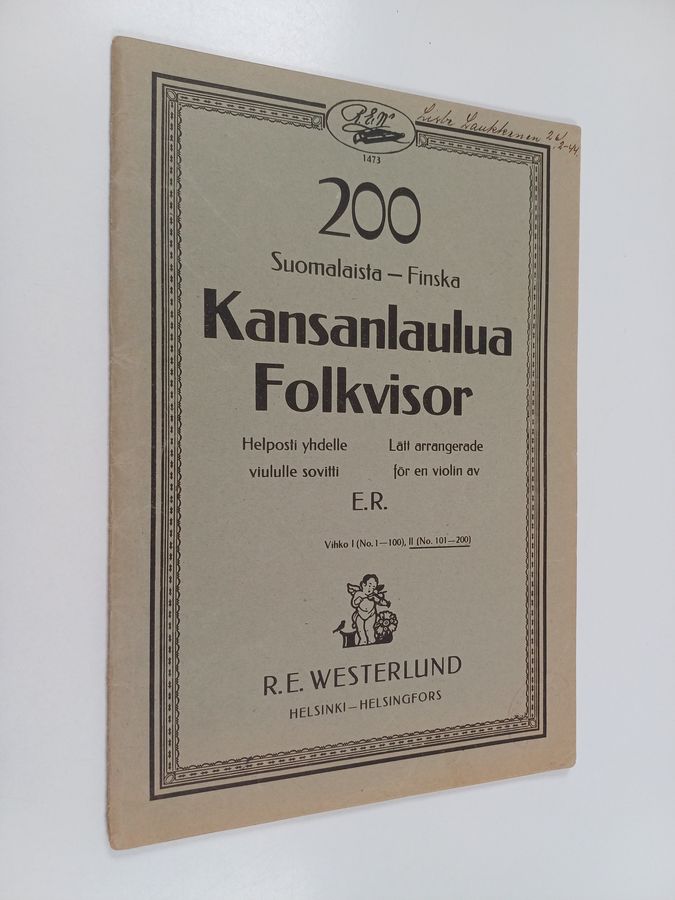 R.E.W.
Laukkanen
1473
200
Suomalaista — Finska
Kansanlaulua
Folkvisor
Helposti yhdelle
viululle sovitti
Lätt arrangerade
för en violin av
E.R.
Vihko I (No. 1—100), II (No. 101—200)
R.E. WESTERLUND
HELSINKI—HELSINGFORS